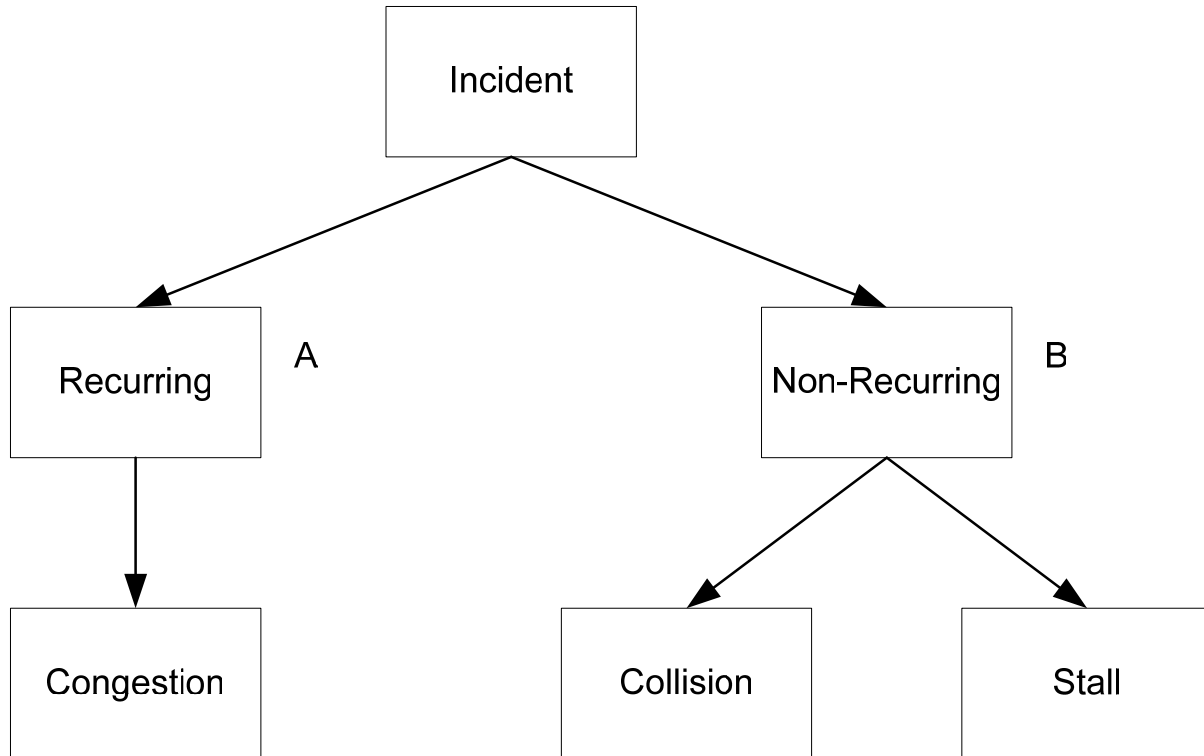 Incident
Recurring
A
Non-Recurring
B
Congestion
Collision
Stall